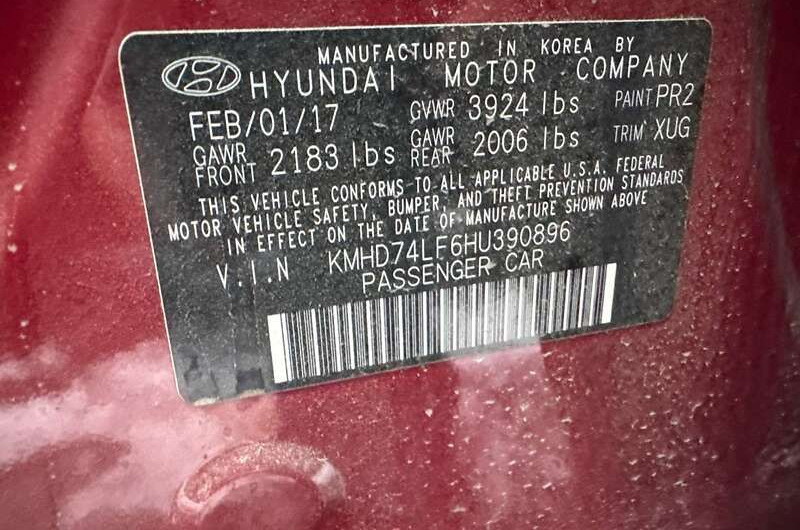 MANUFACTURED IN KOREA BY
HYUNDAI MOTOR COMPANY
FEB/01/17 GVWR 3924 lbs PAINT PR2
GAWR FRONT 2183 lbs GAWR REAR 2006 lbs TRIM XUG
THIS VEHICLE CONFORMS TO ALL APPLICABLE U.S.A. FEDERAL
MOTOR VEHICLE SAFETY, BUMPER, AND THEFT PREVENTION STANDARDS
IN EFFECT ON THE DATE OF MANUFACTURE SHOWN ABOVE
V.I.N KMHD74LF6HU390896
PASSENGER CAR